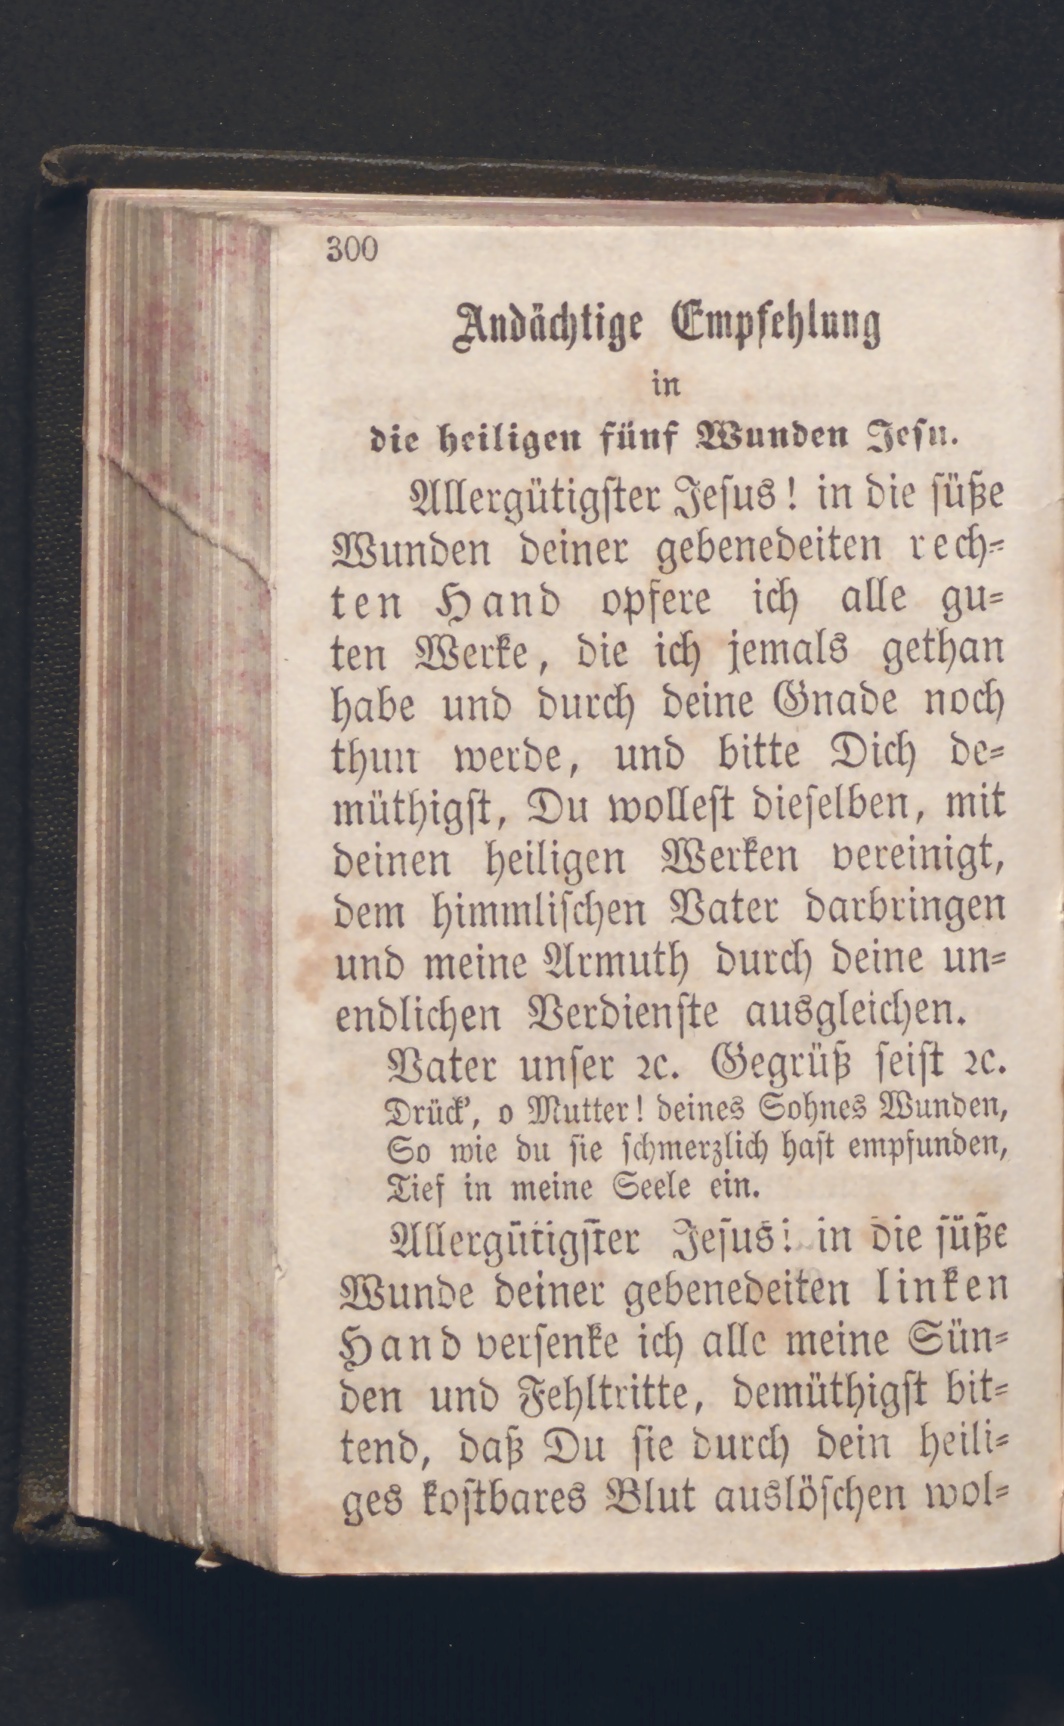 300
Andächtige Empfehlung
in
die heiligen fünf Wunden Jesu.
Allergütigster Jesus! in die süße
Wunden deiner gebenedeiten rech-
ten Hand opfere ich alle gu-
ten Werke, die ich jemals gethan
habe und durch deine Gnade noch
thun werde, und bitte Dich de-
müthigst, Du wollest dieselben, mit
deinen heiligen Werken vereinigt,
dem himmlischen Vater darbringen
und meine Armuth durch deine un-
endlichen Verdienste ausgleichen.
Vater unser ꝛc. Gegrüß seist ꝛc.
Drück', o Mutter! deines Sohnes Wunden,
So wie du sie schmerzlich hast empfunden,
Tief in meine Seele ein.
Allergütigster Jesus! in die süße
Wunde deiner gebenedeiten linken
Hand versenke ich alle meine Sün-
den und Fehltritte, demüthigst bit-
tend, daß Du sie durch dein heili-
ges kostbares Blut auslöschen wol-